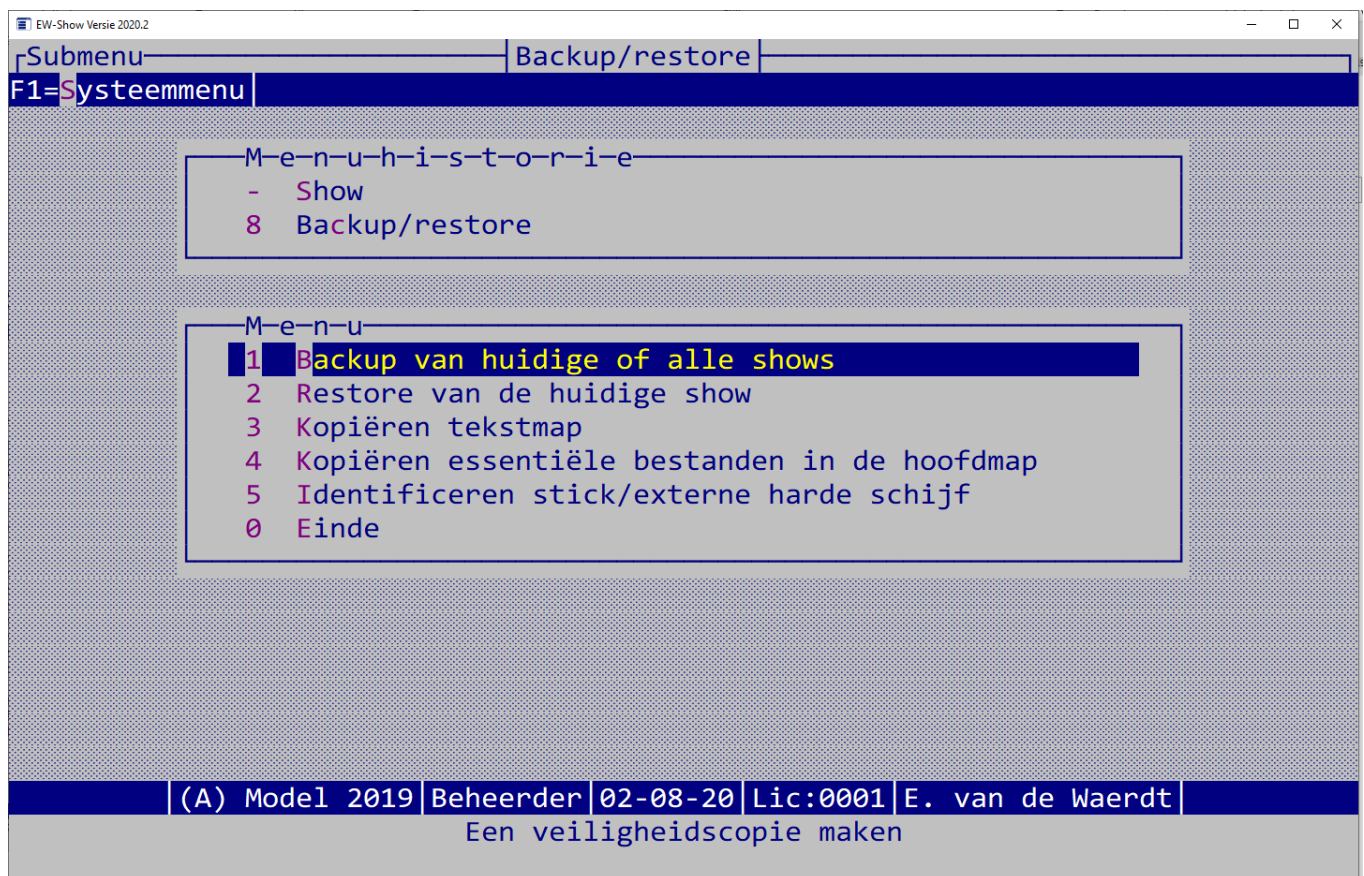 EW-Show Versie 2020.2
Submenu Backup/restore
F1=Systeemmenu
Menuhistorie
- Show
8 Backup/restore
Menu
1 Backup van huidige of alle shows
2 Restore van de huidige show
3 Kopiëren tekstmap
4 Kopiëren essentiële bestanden in de hoofdmap
5 Identificeren stick/externe harde schijf
0 Einde
(A) Model 2019 Beheerder 02-08-20 Lic:0001 E. van de Waerdt
Een veiligheidscopie maken